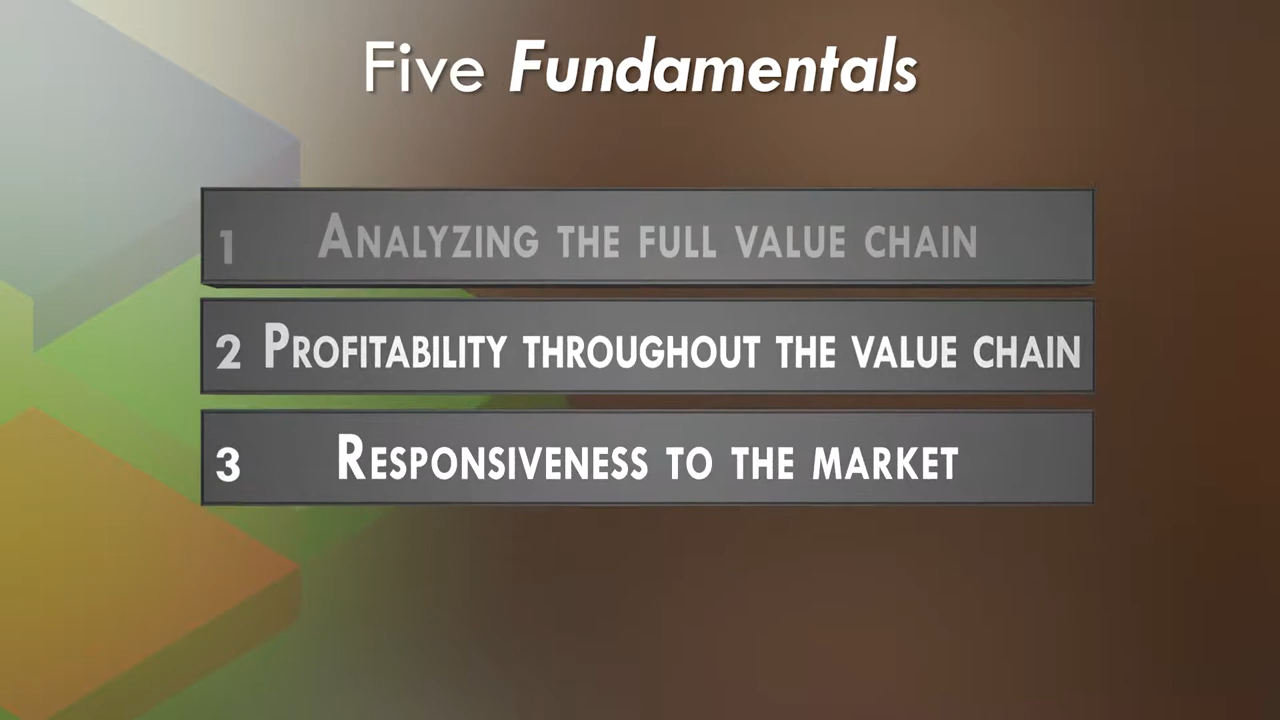 Five Fundamentals
1 Analyzing the full value chain
2 Profitability throughout the value chain
3 Responsiveness to the market